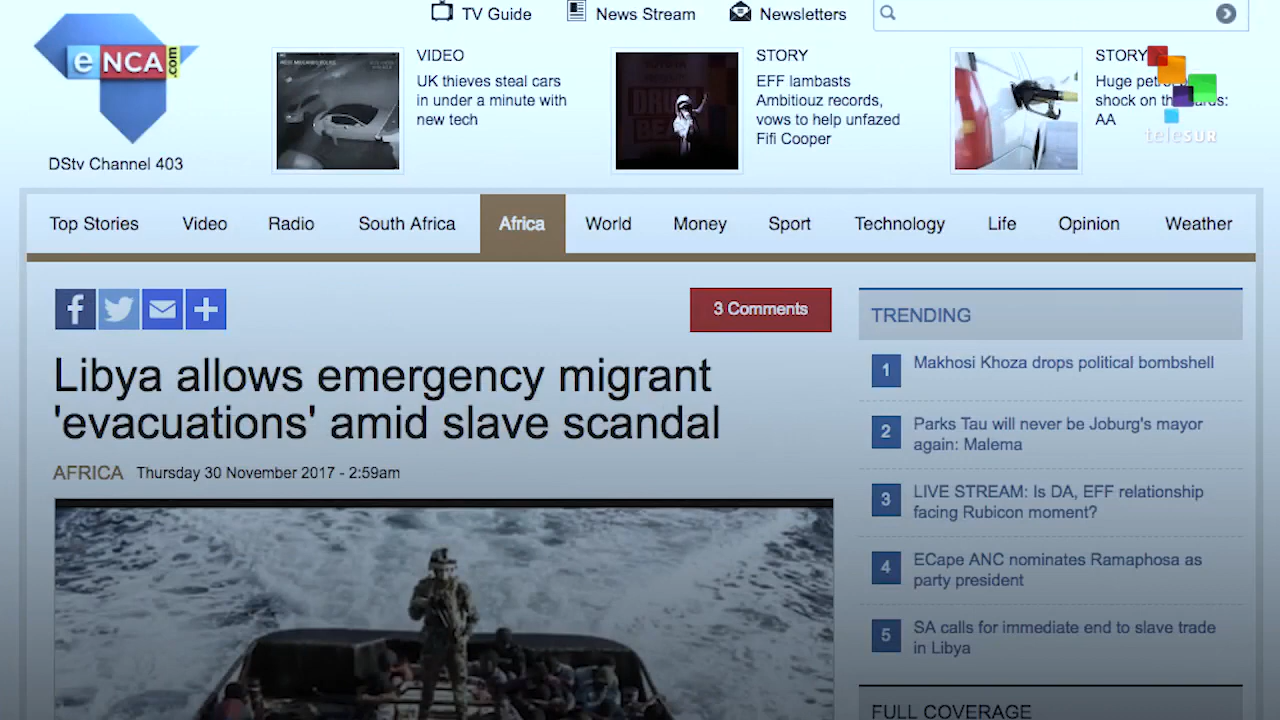 TV Guide
News Stream
Newsletters
eNCA.com
DStv Channel 403
VIDEO
UK thieves steal cars
in under a minute with
new tech
STORY
EFF lambasts
Ambitiouz records,
vows to help unfazed
Fifi Cooper
STORY
Huge
shock on
AA
teleSUR
Top Stories
Video
Radio
South Africa
Africa
World
Money
Sport
Technology
Life
Opinion
Weather
3 Comments
Libya allows emergency migrant
'evacuations' amid slave scandal
AFRICA Thursday 30 November 2017 - 2:59am
TRENDING
1 Makhosi Khoza drops political bombshell
2 Parks Tau will never be Joburg's mayor
again: Malema
3 LIVE STREAM: Is DA, EFF relationship
facing Rubicon moment?
4 ECape ANC nominates Ramaphosa as
party president
5 SA calls for immediate end to slave trade
in Libya
FULL COVERAGE